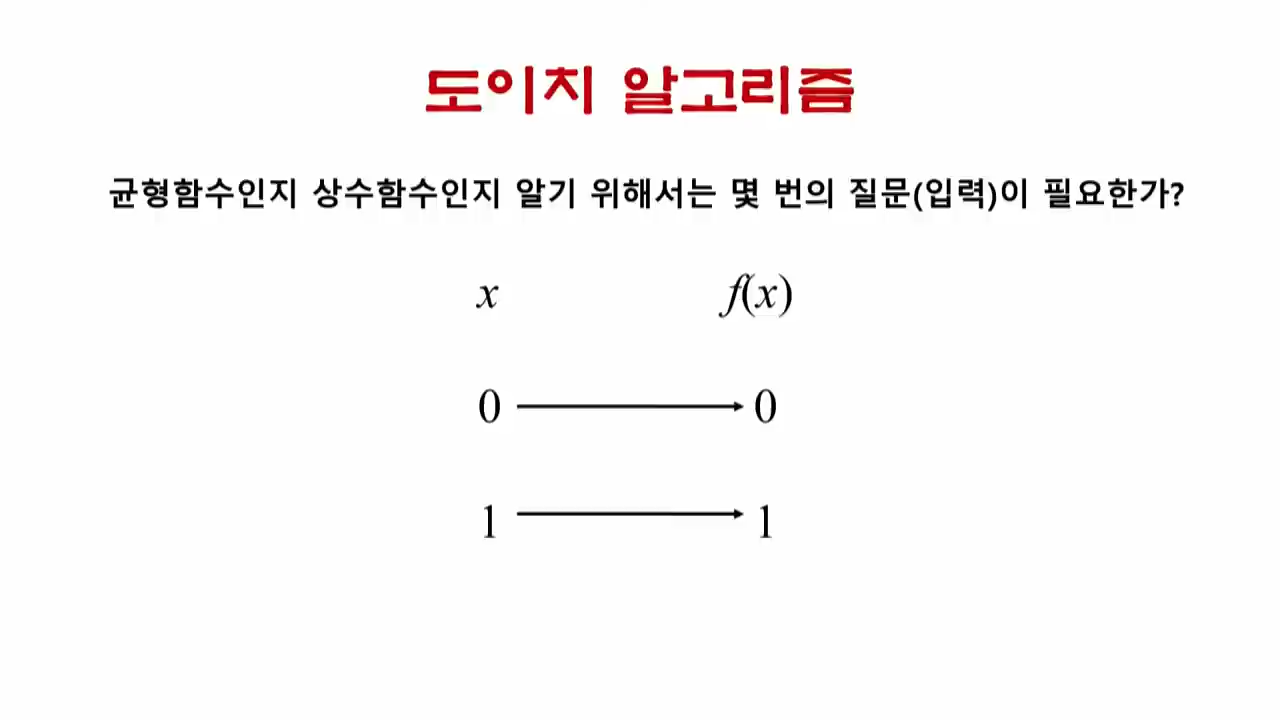 도이치 알고리즘
균형함수인지 상수함수인지 알기 위해서는 몇 번의 질문(입력)이 필요한가?
x f(x)
0 0
1 1